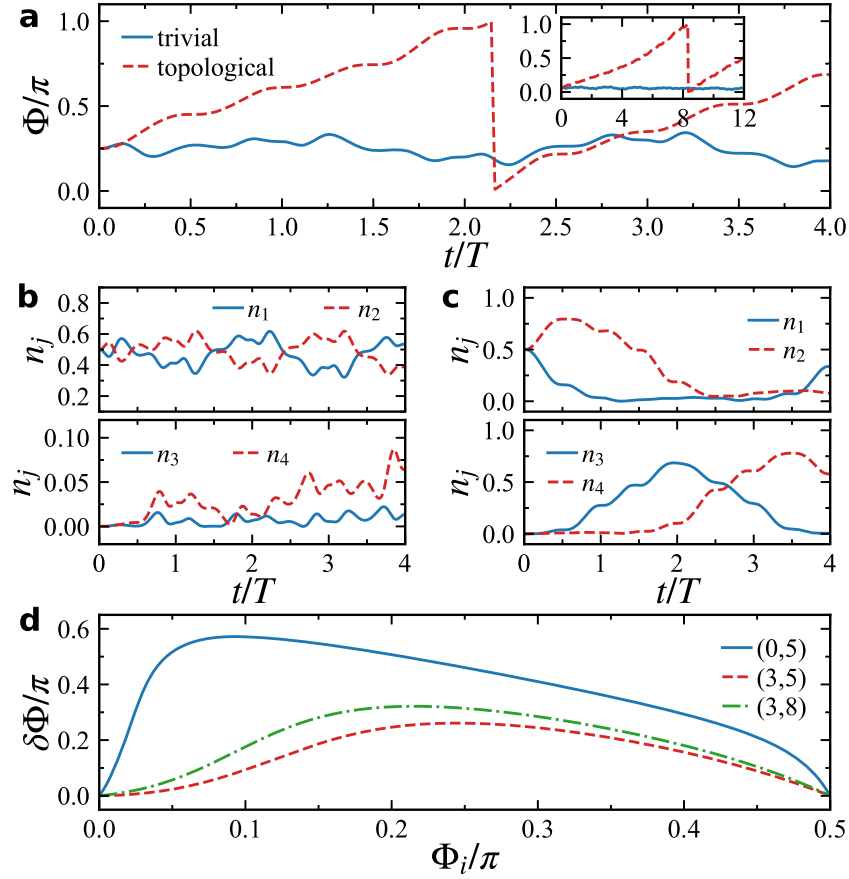 a
trivial
topological
Φ/π
1.0
0.5
0.0
0.0 0.5 1.0 1.5 2.0 2.5 3.0 3.5 4.0
t/T
1.0
0.5
0.0
0 4 8 12
b
n1 n2
nj
0.8
0.6
0.4
0.2
n3 n4
nj
0.10
0.05
0.00
0 1 2 3 4
t/T
c
n1
n2
nj
1.0
0.5
0.0
n3
n4
nj
1.0
0.5
0.0
0 1 2 3 4
t/T
d
(0,5)
(3,5)
(3,8)
δΦ/π
0.6
0.4
0.2
0.0
0.0 0.1 0.2 0.3 0.4 0.5
Φi/π